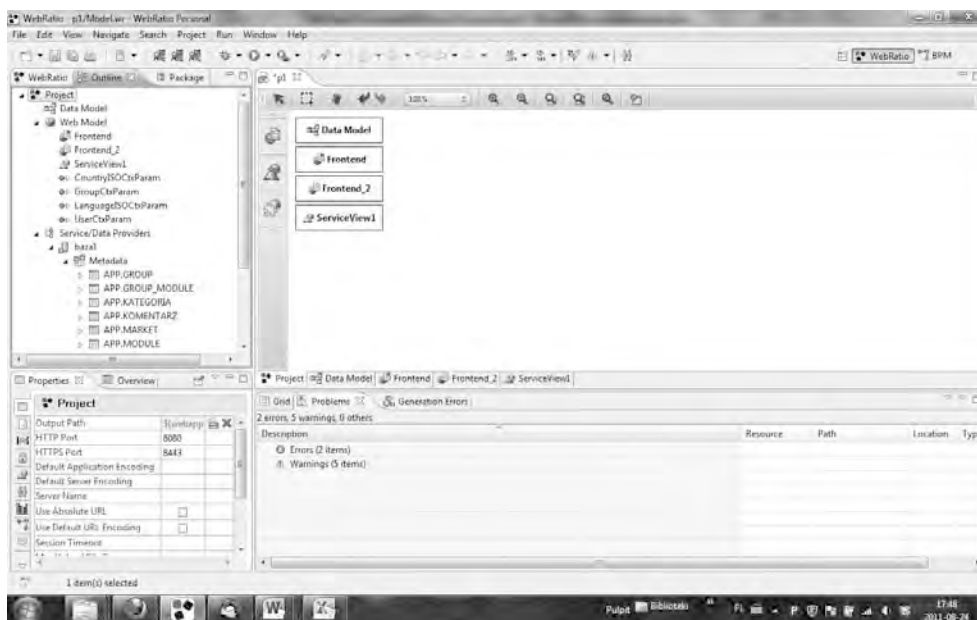 WebRatio - p1/Model.wr - WebRatio Personal
File Edit View Navigate Search Project Run Window Help
WebRatio BPM
WebRatio Outline Package
*p1
Project
Data Model
Web Model
Frontend
Frontend_2
ServiceView1
CountryISOCtxParam
GroupCtxParam
LanguageISOCtxParam
UserCtxParam
Service/Data Providers
baza1
Metadata
APP.GROUP
APP.GROUP_MODULE
APP.KATEGORIA
APP.KOMENTARZ
APP.MARKET
APP.MODULE
100%
Data Model
Frontend
Frontend_2
ServiceView1
Project Data Model Frontend Frontend_2 ServiceView1
Properties Overview
Project
Output Path ${webapp
HTTP Port 8080
HTTPS Port 8443
Default Application Encoding
Default Server Encoding
Server Name
Use Absolute URL
Use Default URL Encoding
Session Timeout
Grid Problems Generation Errors
2 errors, 5 warnings, 0 others
Description Resource Path Location Typ
Errors (2 items)
Warnings (5 items)
1 item(s) selected
Pulpit Biblioteki PL 17:48
2011-08-24